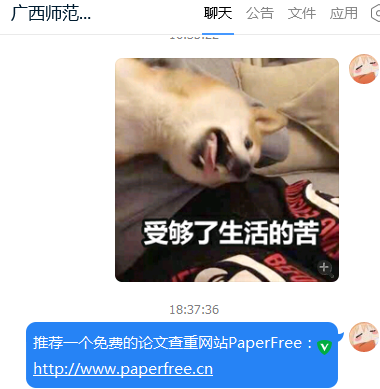 广西师范...
聊天 公告 文件 应用
受够了生活的苦
18:37:36
推荐一个免费的论文查重网站PaperFree：
http://www.paperfree.cn